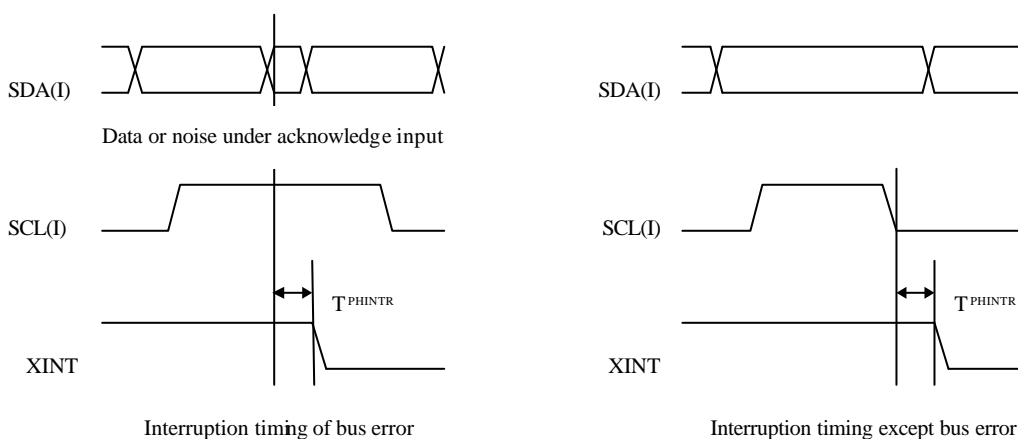 SDA(I)
Data or noise under acknowledge input
SCL(I)
TPHINTR
XINT
Interruption timing of bus error
SDA(I)
SCL(I)
TPHINTR
XINT
Interruption timing except bus error